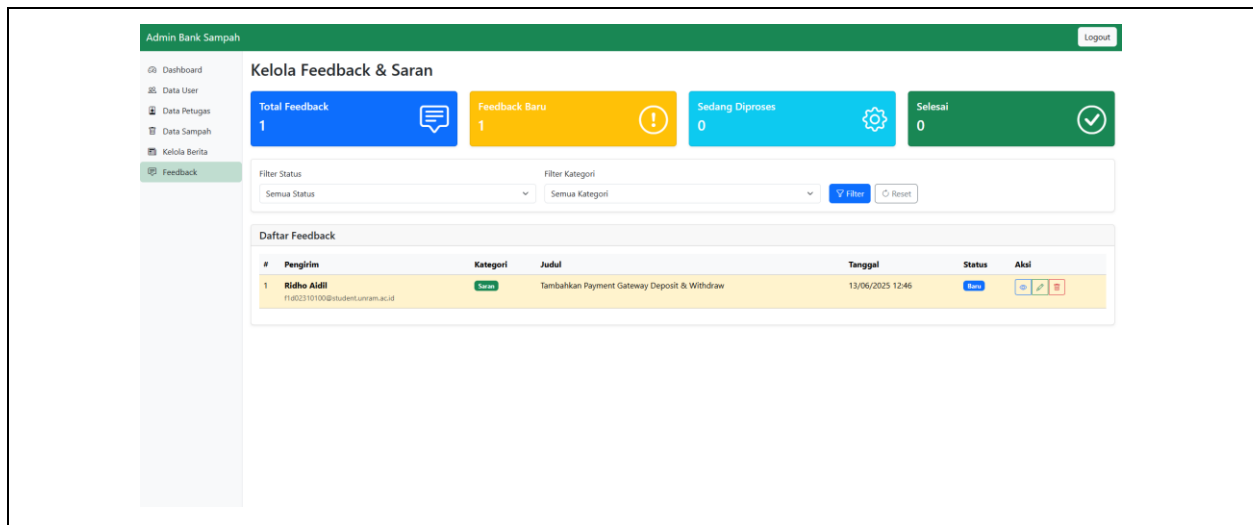 Admin Bank Sampah Logout
Dashboard
Data User
Data Petugas
Data Sampah
Kelola Berita
Feedback
Kelola Feedback & Saran
Total Feedback
1
Feedback Baru
1
Sedang Diproses
0
Selesai
0
Filter Status Filter Kategori
Semua Status Semua Kategori Filter Reset
Daftar Feedback
# Pengirim Kategori Judul Tanggal Status Aksi
1 Ridho Aidil Saran Tambahkan Payment Gateway Deposit & Withdraw 13/06/2025 12:46 Baru
f1d02310100@student.unram.ac.id